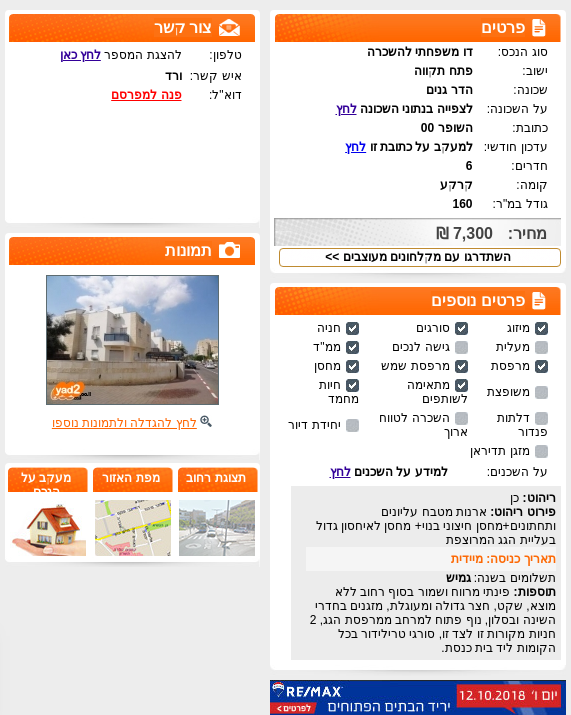 פרטים
סוג הנכס: דו משפחתי להשכרה
ישוב: פתח תקווה
שכונה: הדר גנים
על השכונה: לצפייה בנתוני השכונה לחץ
כתובת: השופר 00
עדכון חודשי: למעקב על כתובת זו לחץ
חדרים: 6
קומה: קרקע
גודל במ"ר: 160
מחיר: 7,300 ₪
השתדרגו עם מקלחונים מעוצבים >>
פרטים נוספים
מיזוג סורגים חניה
מעלית גישה לנכים ממ"ד
מרפסת מרפסת שמש מחסן
משופצת מתאימה לשותפים חיות מחמד
דלתות פנדור השכרה לטווח ארוך יחידת דיור
מזגן תדיראן
על השכנים: למידע על השכנים לחץ
ריהוט: כן
פירוט ריהוט: ארנות מטבח עליונים
ותחתונים+מחסן חיצוני בנוי+ מחסן לאיחסון גדול
בעליית הגג המרוצפת
תאריך כניסה: מיידית
תשלומים בשנה: גמיש
תוספות: פינתי מרווח ושמור בסוף רחוב ללא
מוצא, שקט, חצר גדולה ומעוגלת, מזגנים בחדרי
השינה ובסלון, נוף פתוח למרחב ממרפסת הגג, 2
חניות מקורות זו לצד זו, סורגי טרילידור בכל
הקומות ליד בית כנסת.
יום ו' 12.10.2018
יריד הבתים הפתוחים
RE/MAX
לפרטים >
צור קשר
טלפון: להצגת המספר לחץ כאן
איש קשר: ורד
דוא"ל: פנה למפרסם
תמונות
yad2
לחץ להגדלה ולתמונות נוספו
תצוגת רחוב
מפת האזור
מעקב על
הנכס